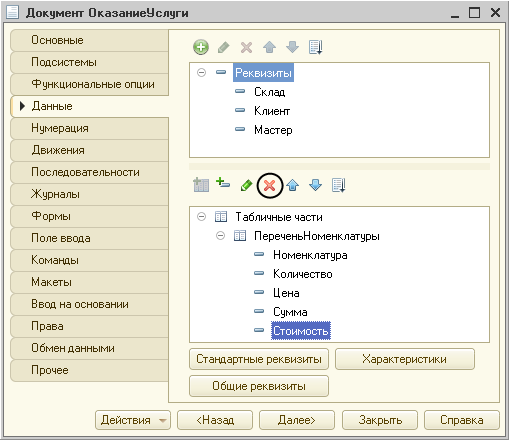 Документ ОказаниеУслуги
Основные
Подсистемы
Функциональные опции
Данные
Нумерация
Движения
Последовательности
Журналы
Формы
Поле ввода
Команды
Макеты
Ввод на основании
Права
Обмен данными
Прочее
Реквизиты
Склад
Клиент
Мастер
Табличные части
ПереченьНоменклатуры
Номенклатура
Количество
Цена
Сумма
Стоимость
Стандартные реквизиты
Характеристики
Общие реквизиты
Действия
<Назад
Далее>
Закрыть
Справка